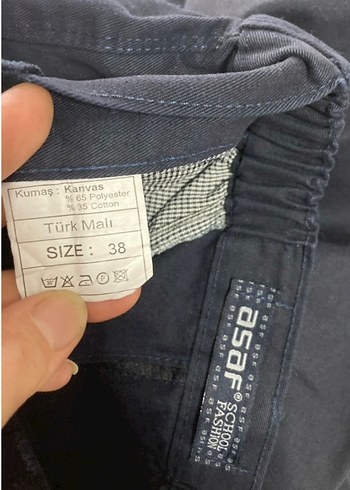 Kumaş : Kanvas
% 65 Polyester
% 35 Cotton
Türk Malı
SIZE : 38
asaf®
SCHOOL
FASHION